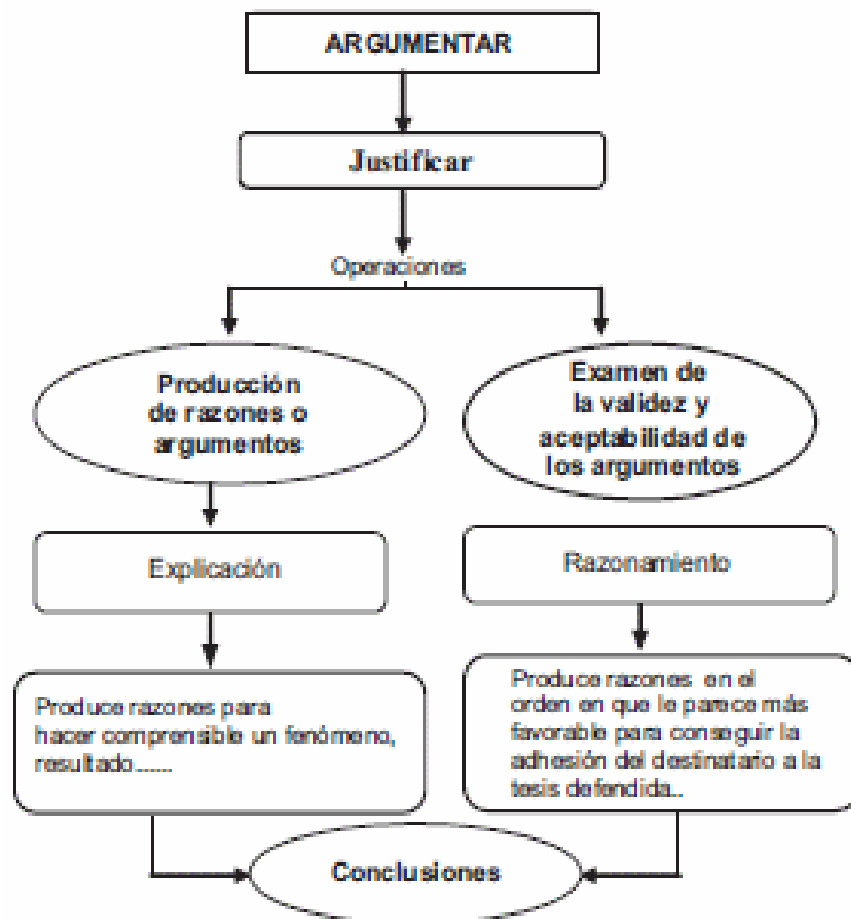 ARGUMENTAR
Justificar
Operaciones
Producción
de razones o
argumentos
Examen de
la validez y
aceptabilidad de
los argumentos
Explicación
Razonamiento
Produce razones para
hacer comprensible un fenómeno,
resultado......
Produce razones en el
orden en que le parece más
favorable para conseguir la
adhesión del destinatario a la
tesis defendida..
Conclusiones